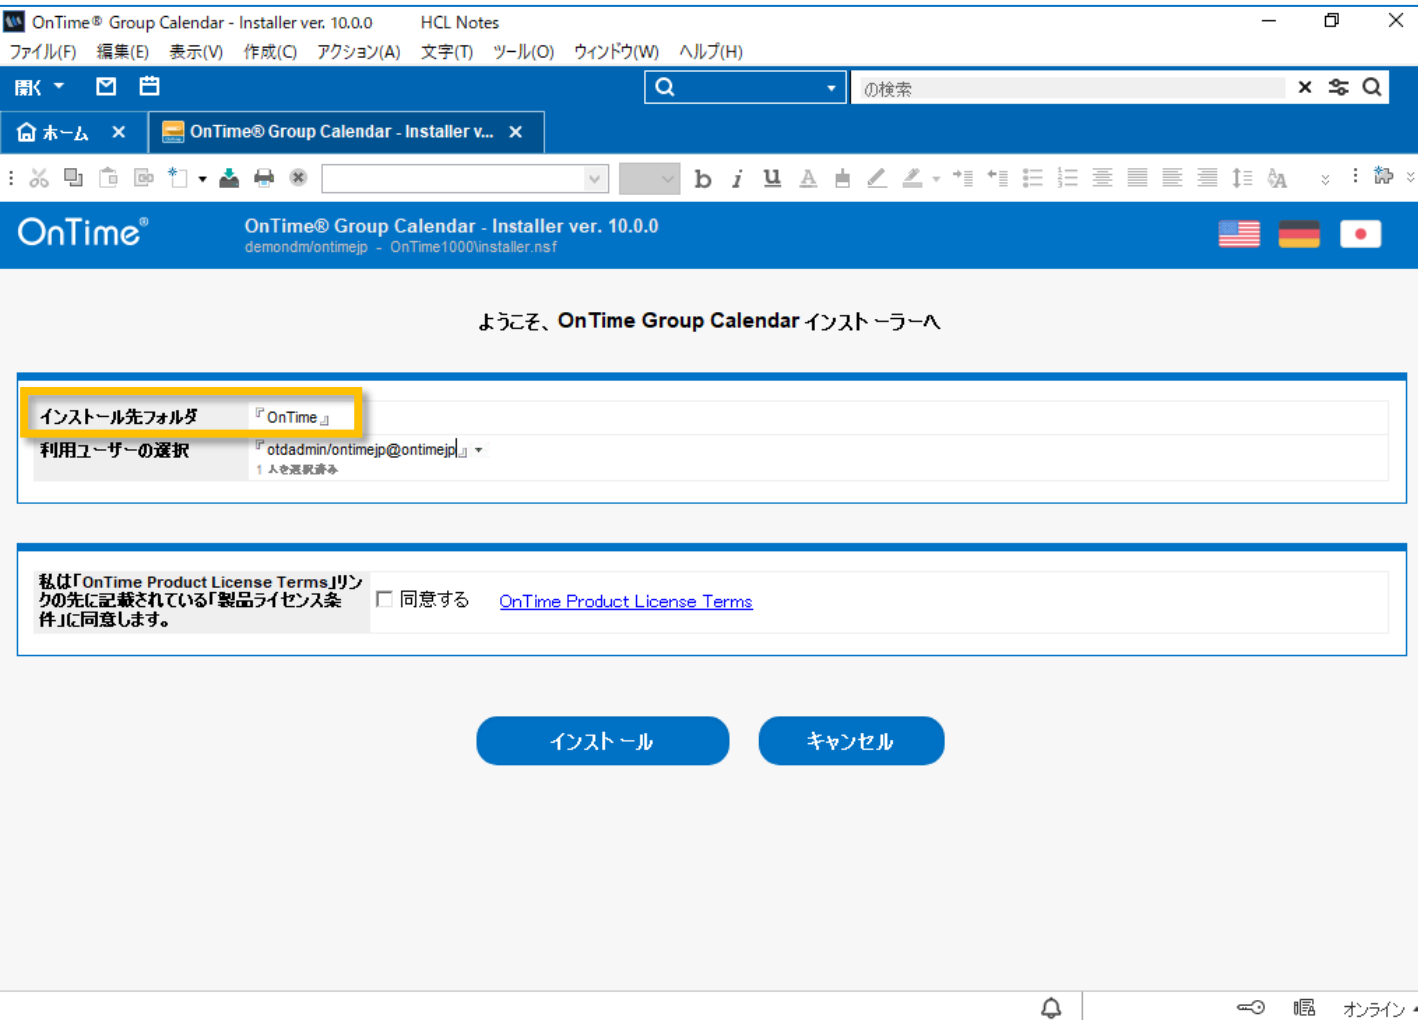 OnTime® Group Calendar - Installer ver. 10.0.0 HCL Notes
ファイル(F) 編集(E) 表示(V) 作成(C) アクション(A) 文字(T) ツール(O) ウィンドウ(W) ヘルプ(H)
開く の検索
ホーム OnTime® Group Calendar - Installer v...
b i u A
OnTime® OnTime® Group Calendar - Installer ver. 10.0.0
demondm/ontimejp - OnTime1000\installer.nsf
ようこそ、OnTime Group Calendar インストーラーへ
インストール先フォルダ 『OnTime』
利用ユーザーの選択 『otdadmin/ontimejp@ontimejp』
1 人を選択済み
私は「OnTime Product License Terms」リン
クの先に記載されている「製品ライセンス条
件」に同意します。
同意する OnTime Product License Terms
インストール キャンセル
オンライン